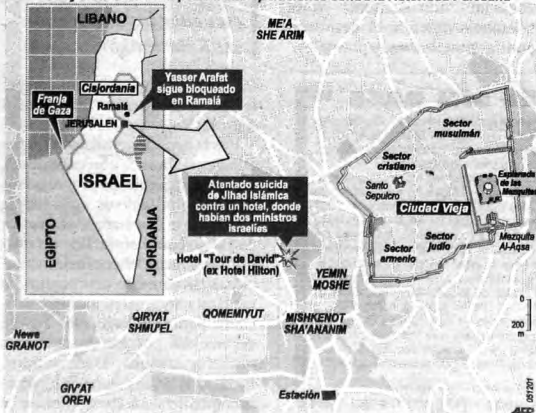 LIBANO
ME'A
SHE ARIM
Yasser Arafat
sigue bloqueado
en Ramalá
Cisjordania
Franja
de Gaza
Ramalá
JERUSALEN
ISRAEL
EGIPTO
JORDANIA
Sector
musulmán
Sector
cristiano
Santo
Sepulcro
Explanada
de las
Mezquitas
Ciudad Vieja
Mezquita
Al-Aqsa
Sector
judío
Sector
armenio
Atentado suicida
de Jihad Islámica
contra un hotel, donde
habían dos ministros
israelíes
Hotel "Tour de David"
(ex Hotel Hilton)
YEMIN
MOSHE
QIRYAT
SHMU'EL
QOMEMIYUT
MISHKENOT
SHA'ANANIM
Newe
GRANOT
GIV'AT
OREN
Estación
0
200
m
051201
AFP